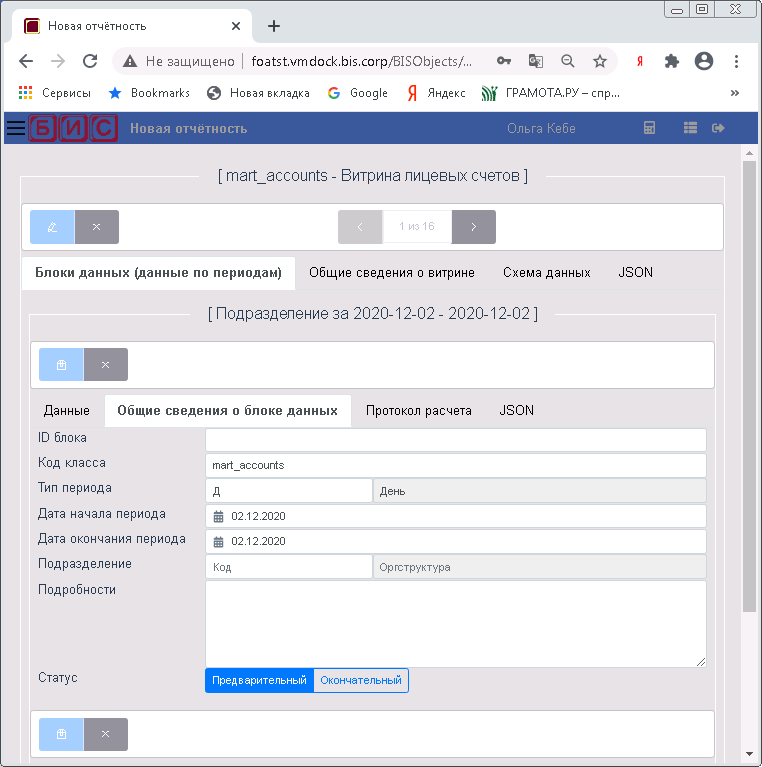 Новая отчётность
Не защищено | foatst.vmdock.bis.corp/BISObjects/...
Сервисы Bookmarks Новая вкладка Google Яндекс ГРАМОТА.РУ – спр... »
БИС Новая отчётность Ольга Кебе
[ mart_accounts - Витрина лицевых счетов ]
1 из 16
Блоки данных (данные по периодам) Общие сведения о витрине Схема данных JSON
[ Подразделение за 2020-12-02 - 2020-12-02 ]
Данные Общие сведения о блоке данных Протокол расчета JSON
ID блока
Код класса mart_accounts
Тип периода Д День
Дата начала периода 02.12.2020
Дата окончания периода 02.12.2020
Подразделение Код Оргструктура
Подробности
Статус Предварительный Окончательный